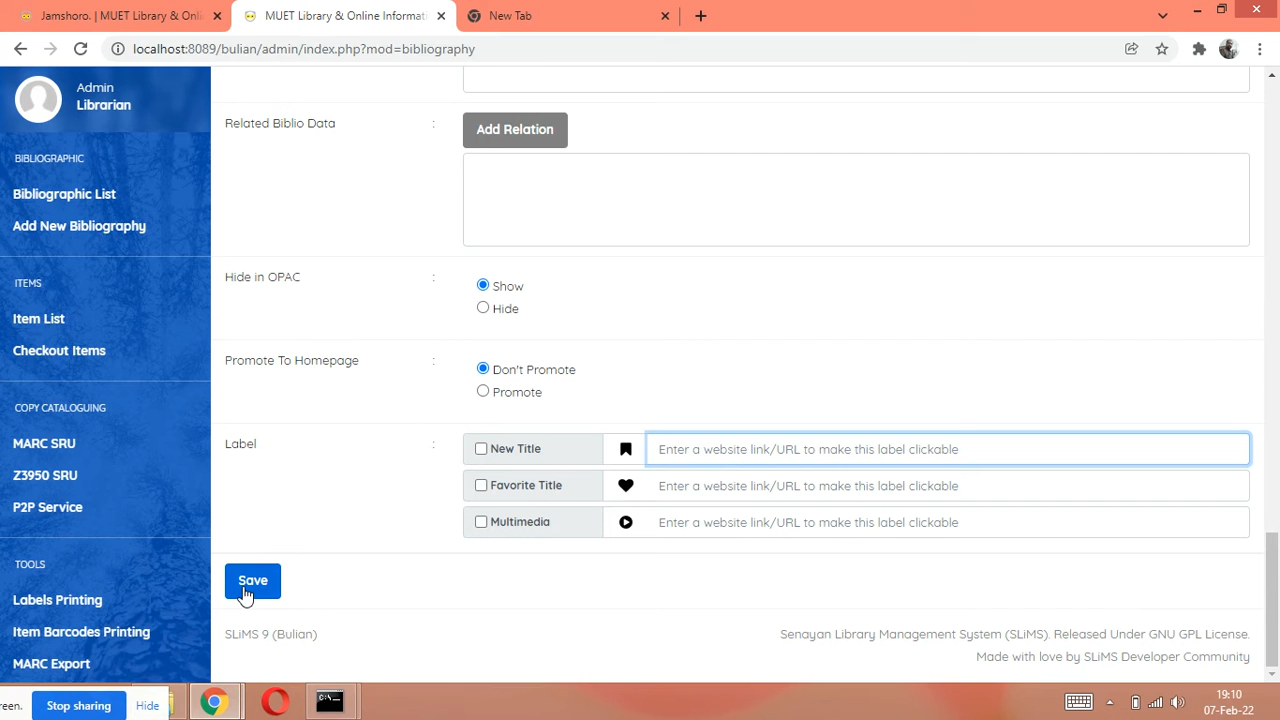 Jamshoro. | MUET Library & Onli
MUET Library & Online Informat
New Tab
localhost:8089/bulian/admin/index.php?mod=bibliography
Admin
Librarian
BIBLIOGRAPHIC
Bibliographic List
Add New Bibliography
ITEMS
Item List
Checkout Items
COPY CATALOGUING
MARC SRU
Z3950 SRU
P2P Service
TOOLS
Labels Printing
Item Barcodes Printing
MARC Export
Related Biblio Data :
Add Relation
Hide in OPAC :
Show
Hide
Promote To Homepage :
Don't Promote
Promote
Label :
New Title Enter a website link/URL to make this label clickable
Favorite Title Enter a website link/URL to make this label clickable
Multimedia Enter a website link/URL to make this label clickable
Save
SLiMS 9 (Bulian)
Senayan Library Management System (SLiMS). Released Under GNU GPL License.
Made with love by SLiMS Developer Community
reen. Stop sharing Hide
C:\
19:10
07-Feb-22